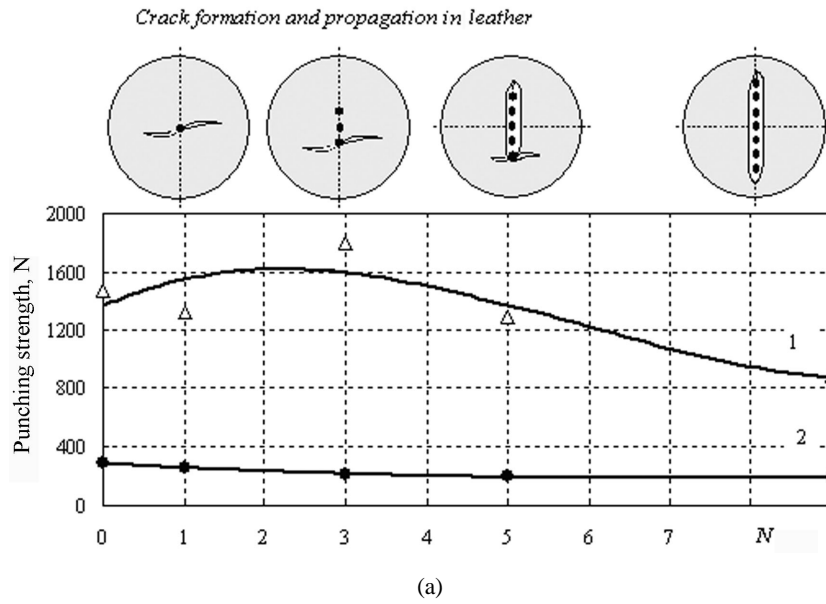 Crack formation and propagation in leather
2000
1600
1200
800
400
0
Punching strength, N
1
2
0 1 2 3 4 5 6 7 N
(a)